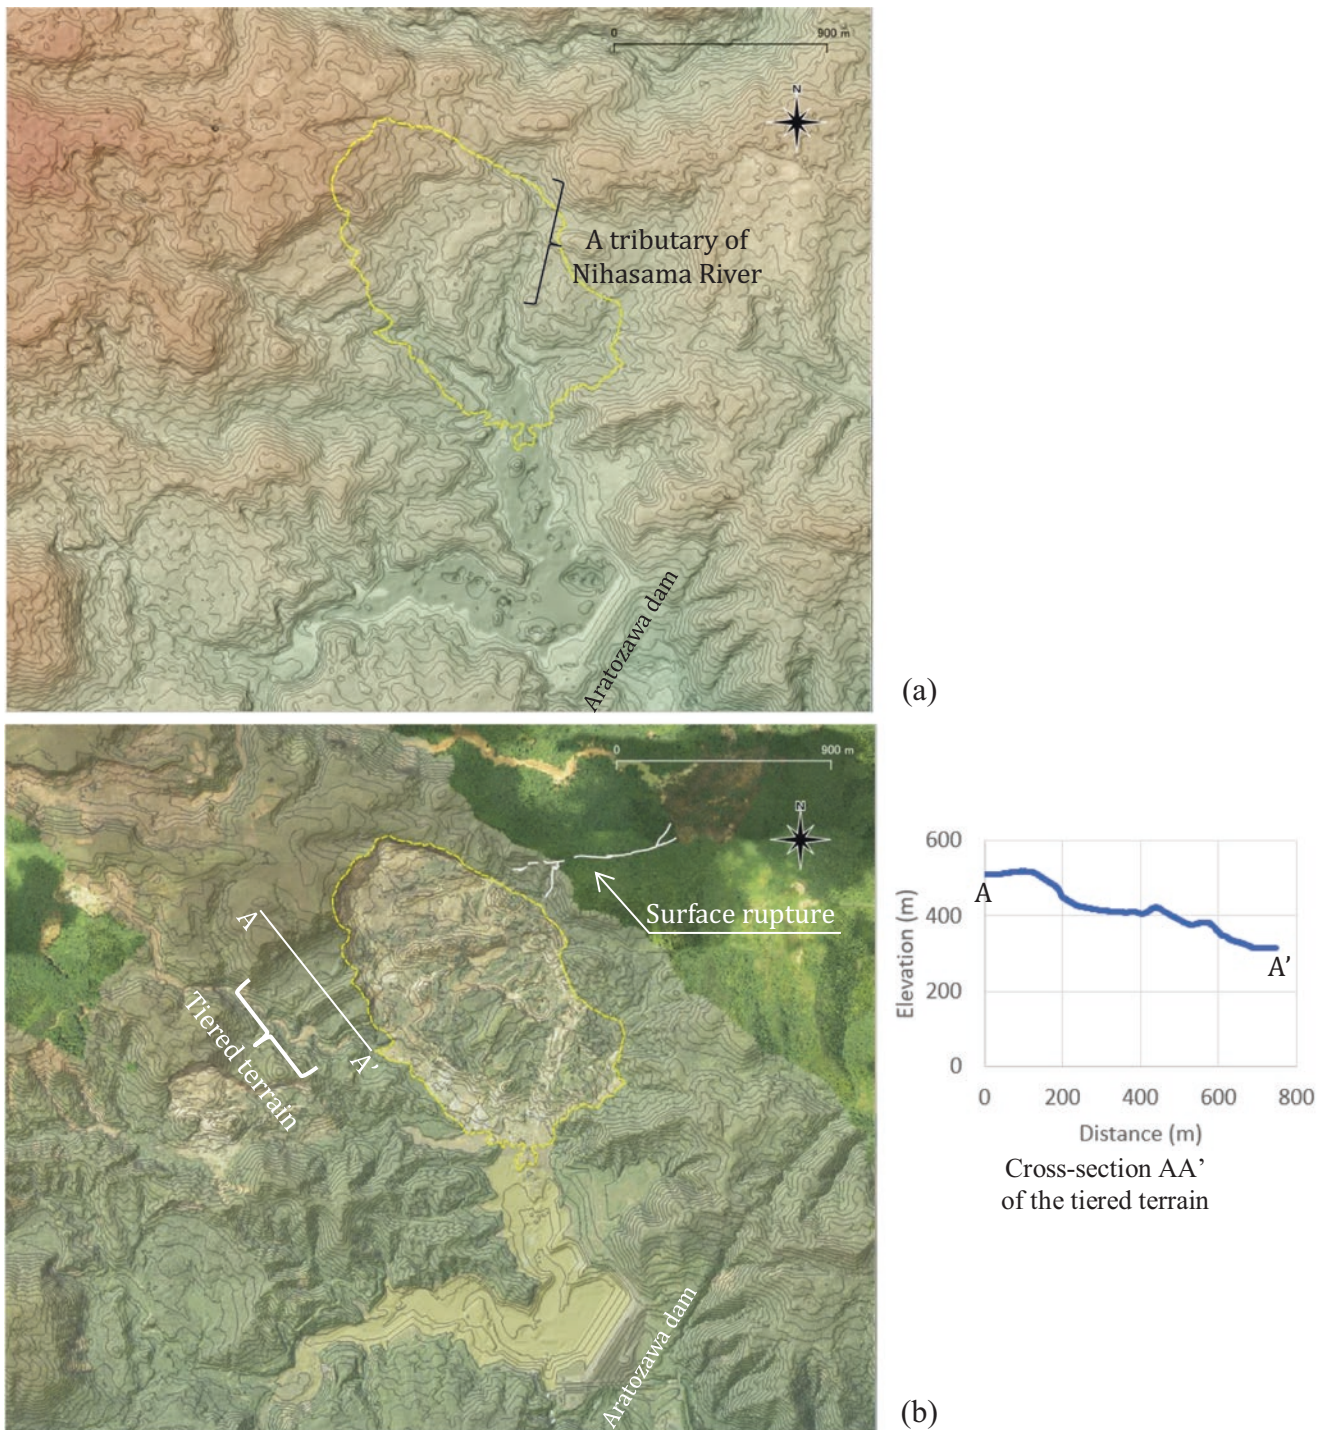 0 900 m
N
A tributary of
Nihasama River
Aratozawa dam
(a)
0 900 m
N
Surface rupture
A
A'
Tiered terrain
Aratozawa dam
(b)
600
400
200
0
Elevation (m)
A
A'
0 200 400 600 800
Distance (m)
Cross-section AA’
of the tiered terrain